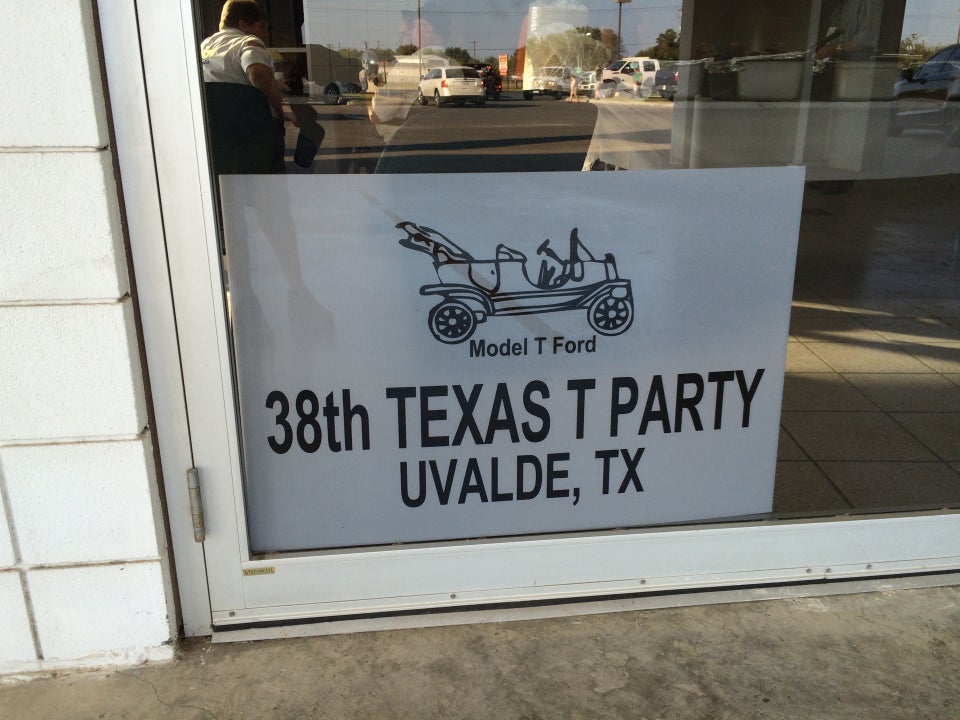 Model T Ford
38th TEXAS T PARTY
UVALDE, TX